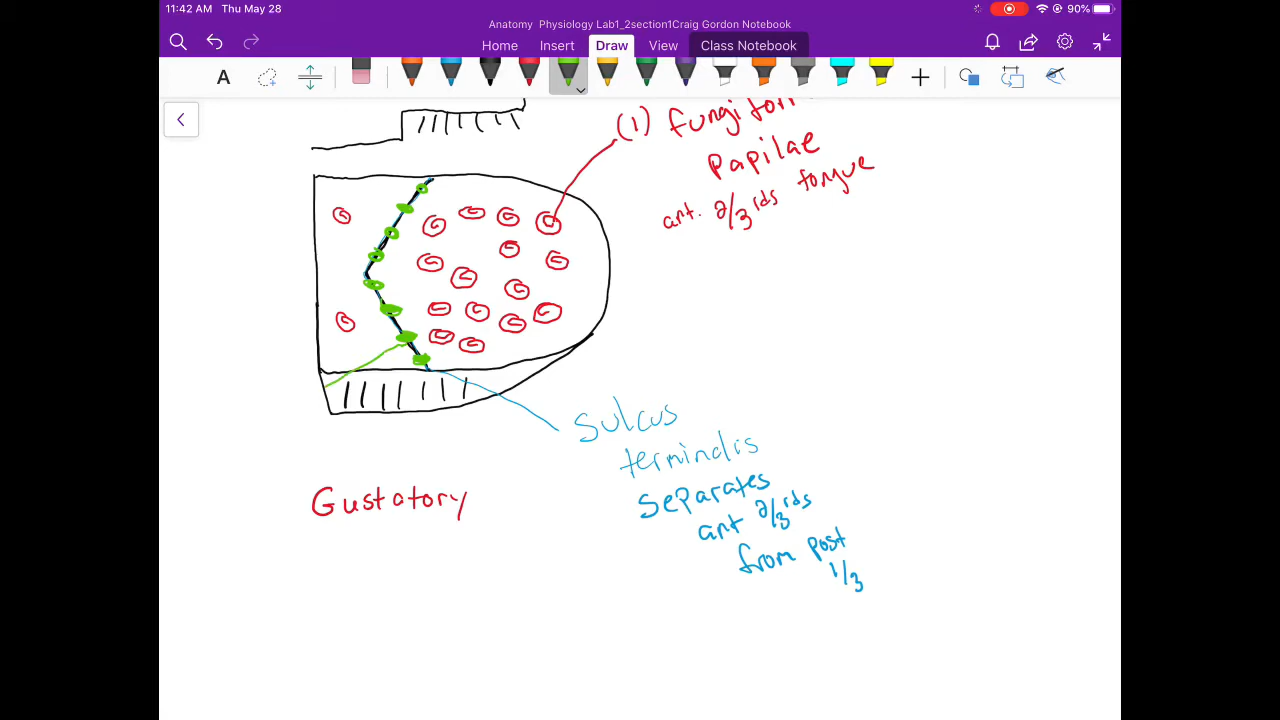 11:42 AM Thu May 28
90%
Anatomy Physiology Lab1_2section1Craig Gordon Notebook
Home Insert Draw View Class Notebook
A
(1)
Papilae
ant. 2/3rds tongue
Sulcus
terminalis
Separates
ant 2/3rds
from post
1/3
Gustatory